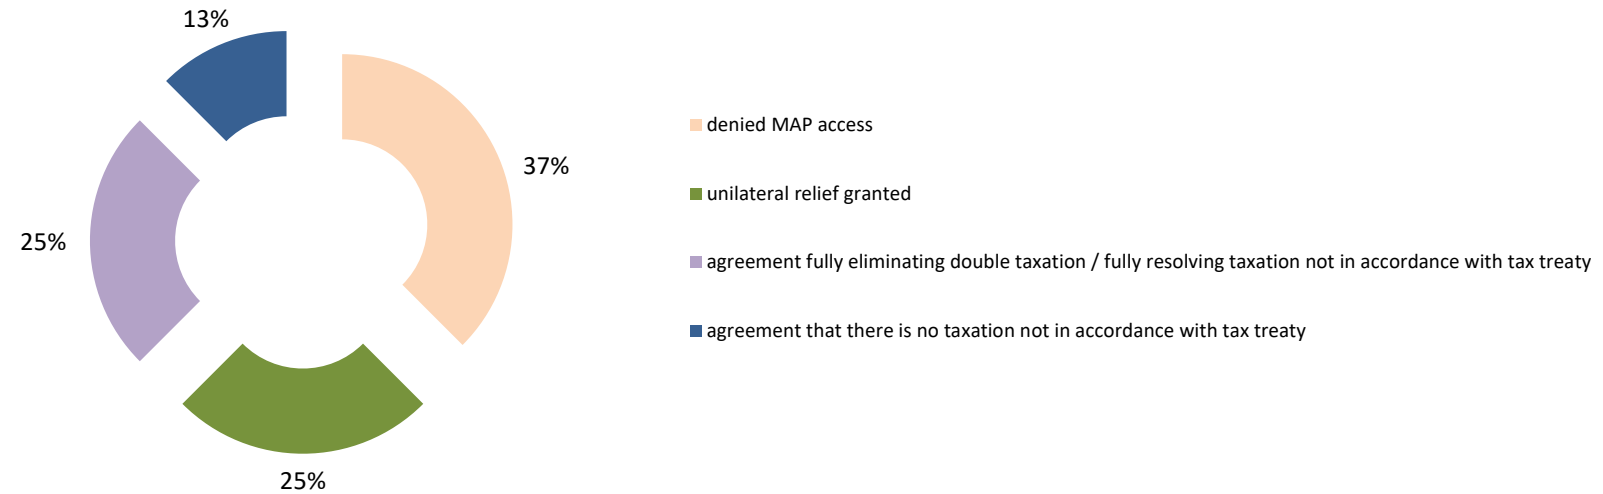 13%
37%
25%
25%
denied MAP access
unilateral relief granted
agreement fully eliminating double taxation / fully resolving taxation not in accordance with tax treaty
agreement that there is no taxation not in accordance with tax treaty